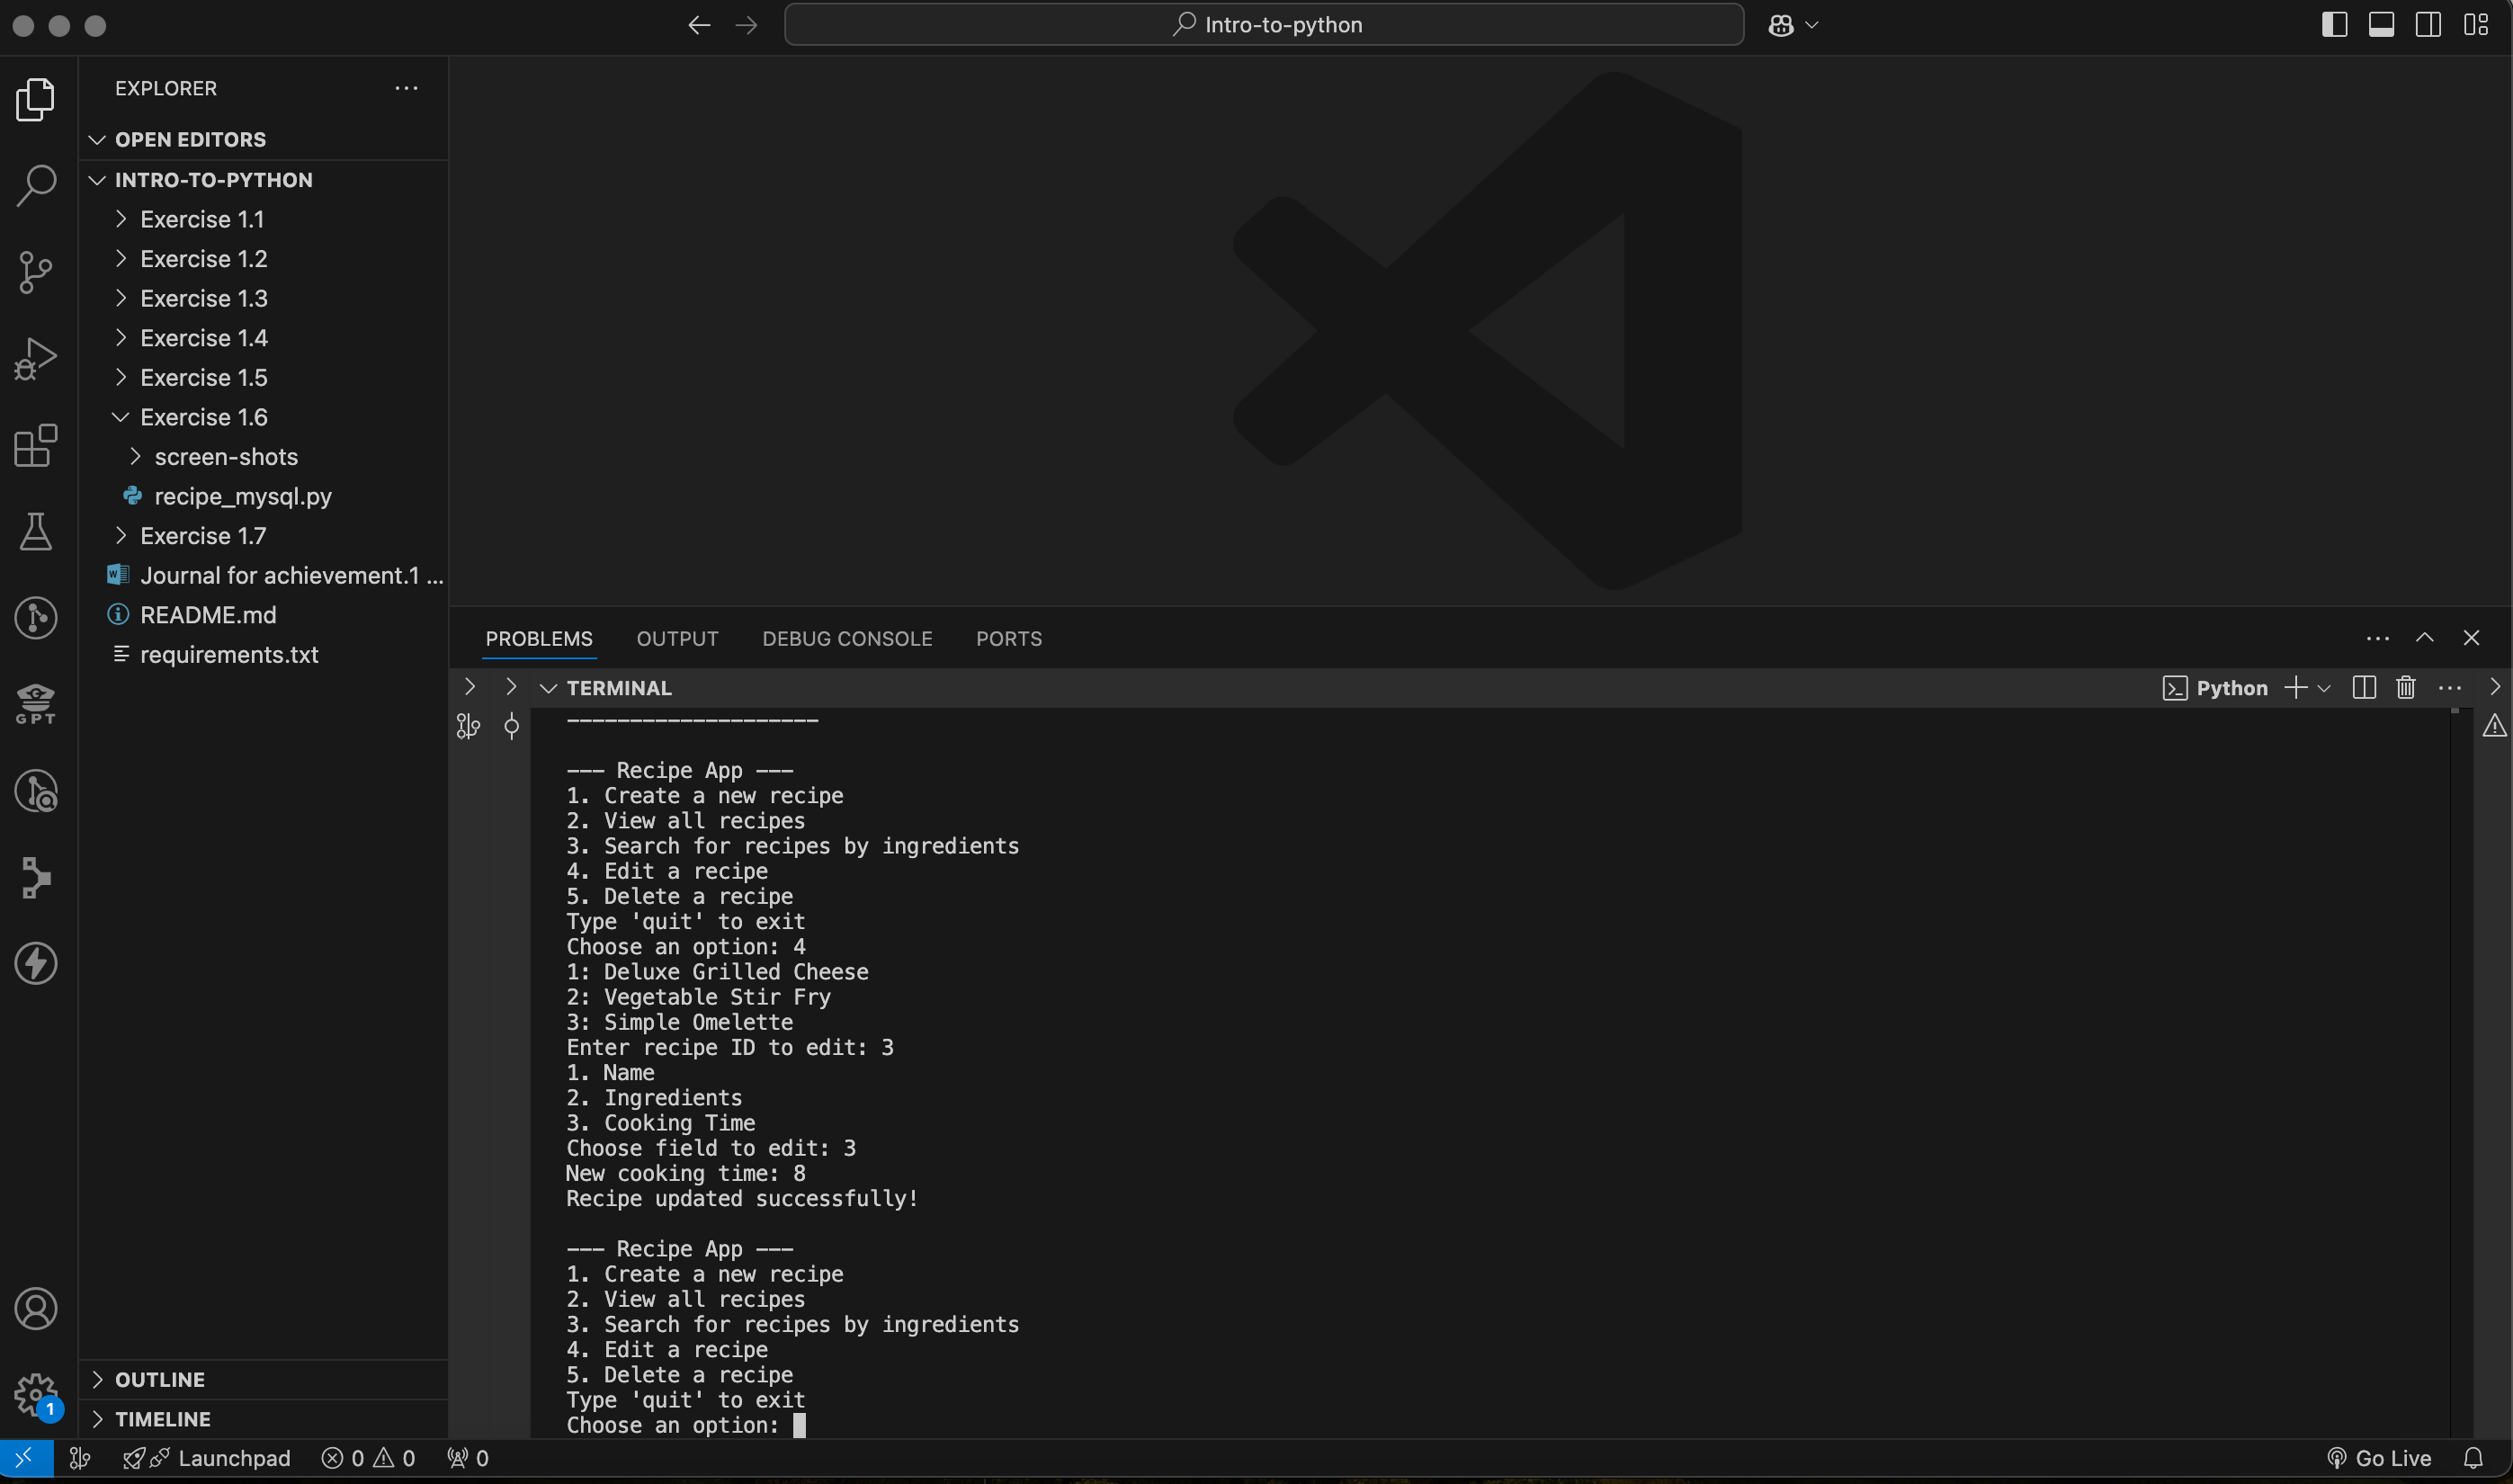 Intro-to-python
EXPLORER
OPEN EDITORS
INTRO-TO-PYTHON
Exercise 1.1
Exercise 1.2
Exercise 1.3
Exercise 1.4
Exercise 1.5
Exercise 1.6
screen-shots
recipe_mysql.py
Exercise 1.7
Journal for achievement.1 ...
README.md
requirements.txt
GPT
OUTLINE
1
TIMELINE
PROBLEMS OUTPUT DEBUG CONSOLE PORTS
TERMINAL Python
--------------------
--- Recipe App ---
1. Create a new recipe
2. View all recipes
3. Search for recipes by ingredients
4. Edit a recipe
5. Delete a recipe
Type 'quit' to exit
Choose an option: 4
1: Deluxe Grilled Cheese
2: Vegetable Stir Fry
3: Simple Omelette
Enter recipe ID to edit: 3
1. Name
2. Ingredients
3. Cooking Time
Choose field to edit: 3
New cooking time: 8
Recipe updated successfully!
--- Recipe App ---
1. Create a new recipe
2. View all recipes
3. Search for recipes by ingredients
4. Edit a recipe
5. Delete a recipe
Type 'quit' to exit
Choose an option:
Launchpad 0 0 0 Go Live